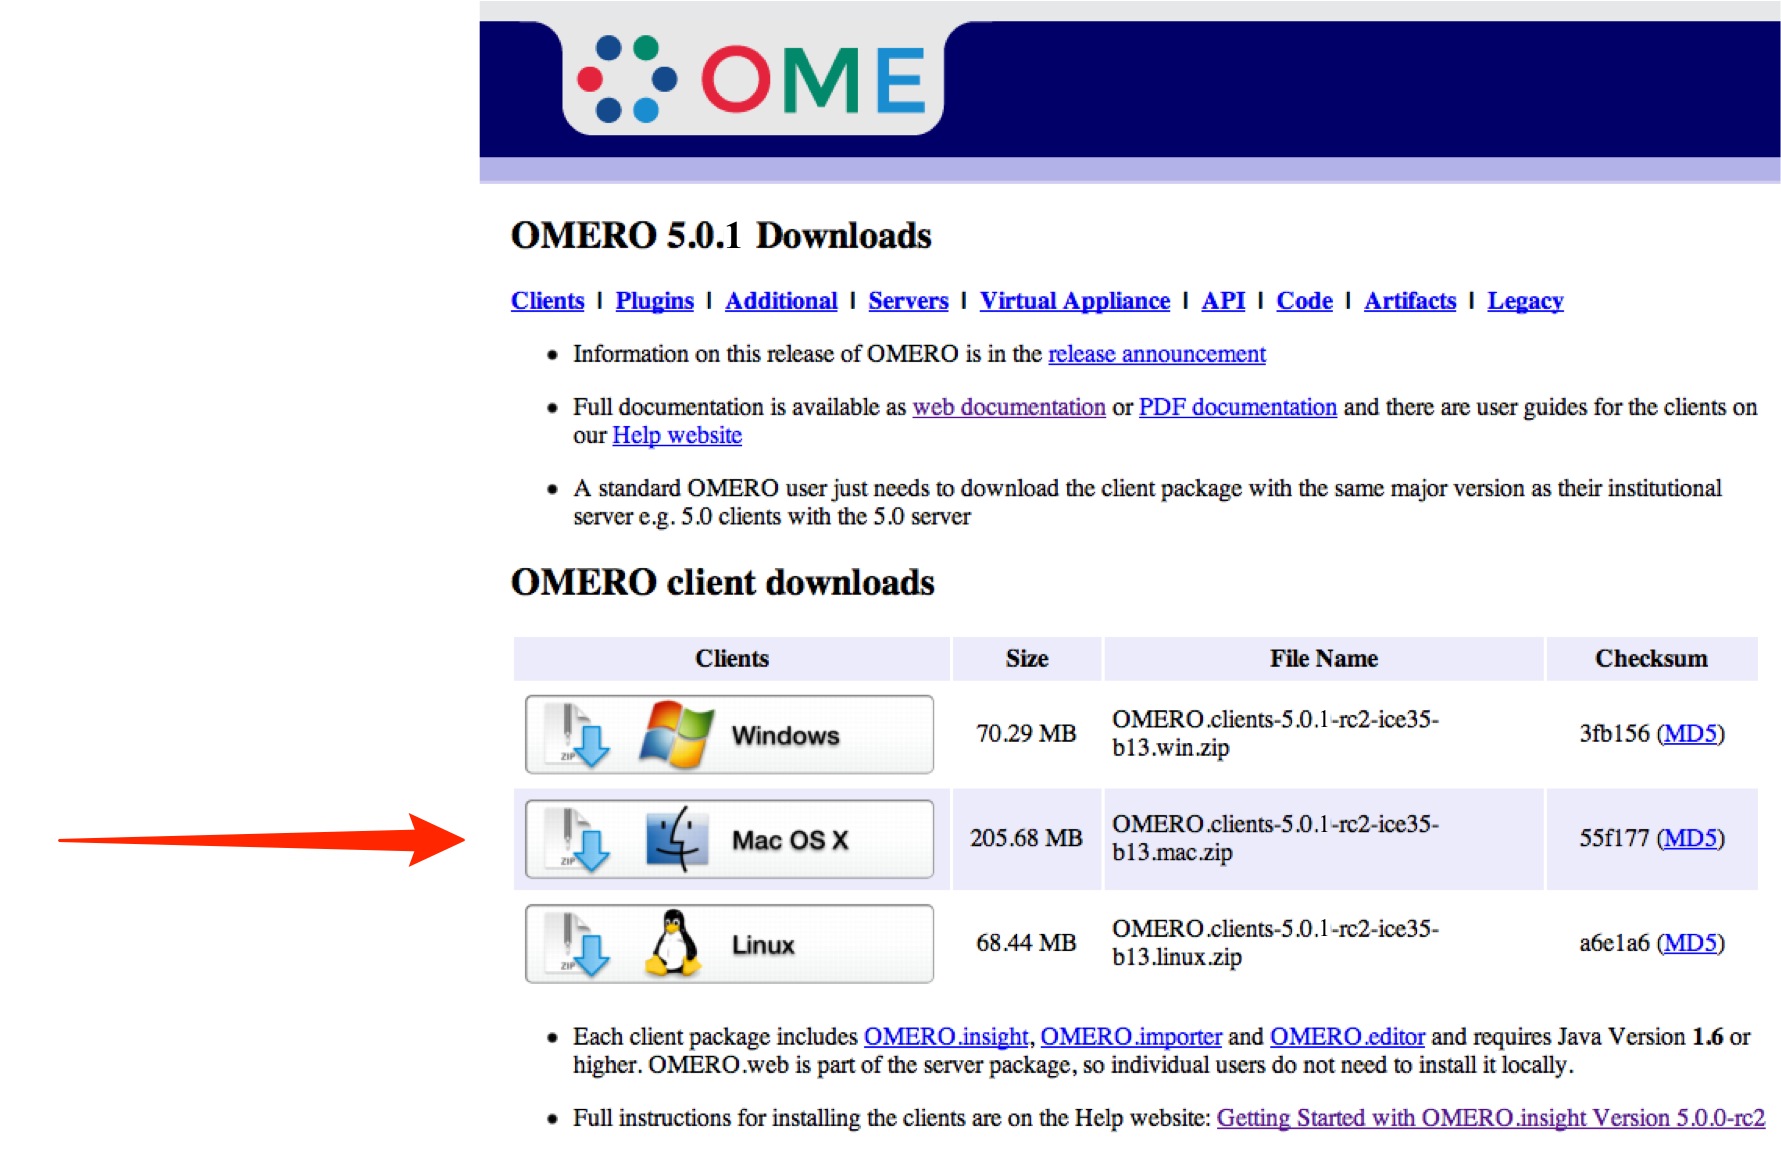 OME
OMERO 5.0.1 Downloads
Clients | Plugins | Additional | Servers | Virtual Appliance | API | Code | Artifacts | Legacy
• Information on this release of OMERO is in the release announcement
• Full documentation is available as web documentation or PDF documentation and there are user guides for the clients on
our Help website
• A standard OMERO user just needs to download the client package with the same major version as their institutional
server e.g. 5.0 clients with the 5.0 server
OMERO client downloads
Clients Size File Name Checksum
ZIP Windows 70.29 MB OMERO.clients-5.0.1-rc2-ice35-
b13.win.zip 3fb156 (MD5)
ZIP Mac OS X 205.68 MB OMERO.clients-5.0.1-rc2-ice35-
b13.mac.zip 55f177 (MD5)
ZIP Linux 68.44 MB OMERO.clients-5.0.1-rc2-ice35-
b13.linux.zip a6e1a6 (MD5)
• Each client package includes OMERO.insight, OMERO.importer and OMERO.editor and requires Java Version 1.6 or
higher. OMERO.web is part of the server package, so individual users do not need to install it locally.
• Full instructions for installing the clients are on the Help website: Getting Started with OMERO.insight Version 5.0.0-rc2